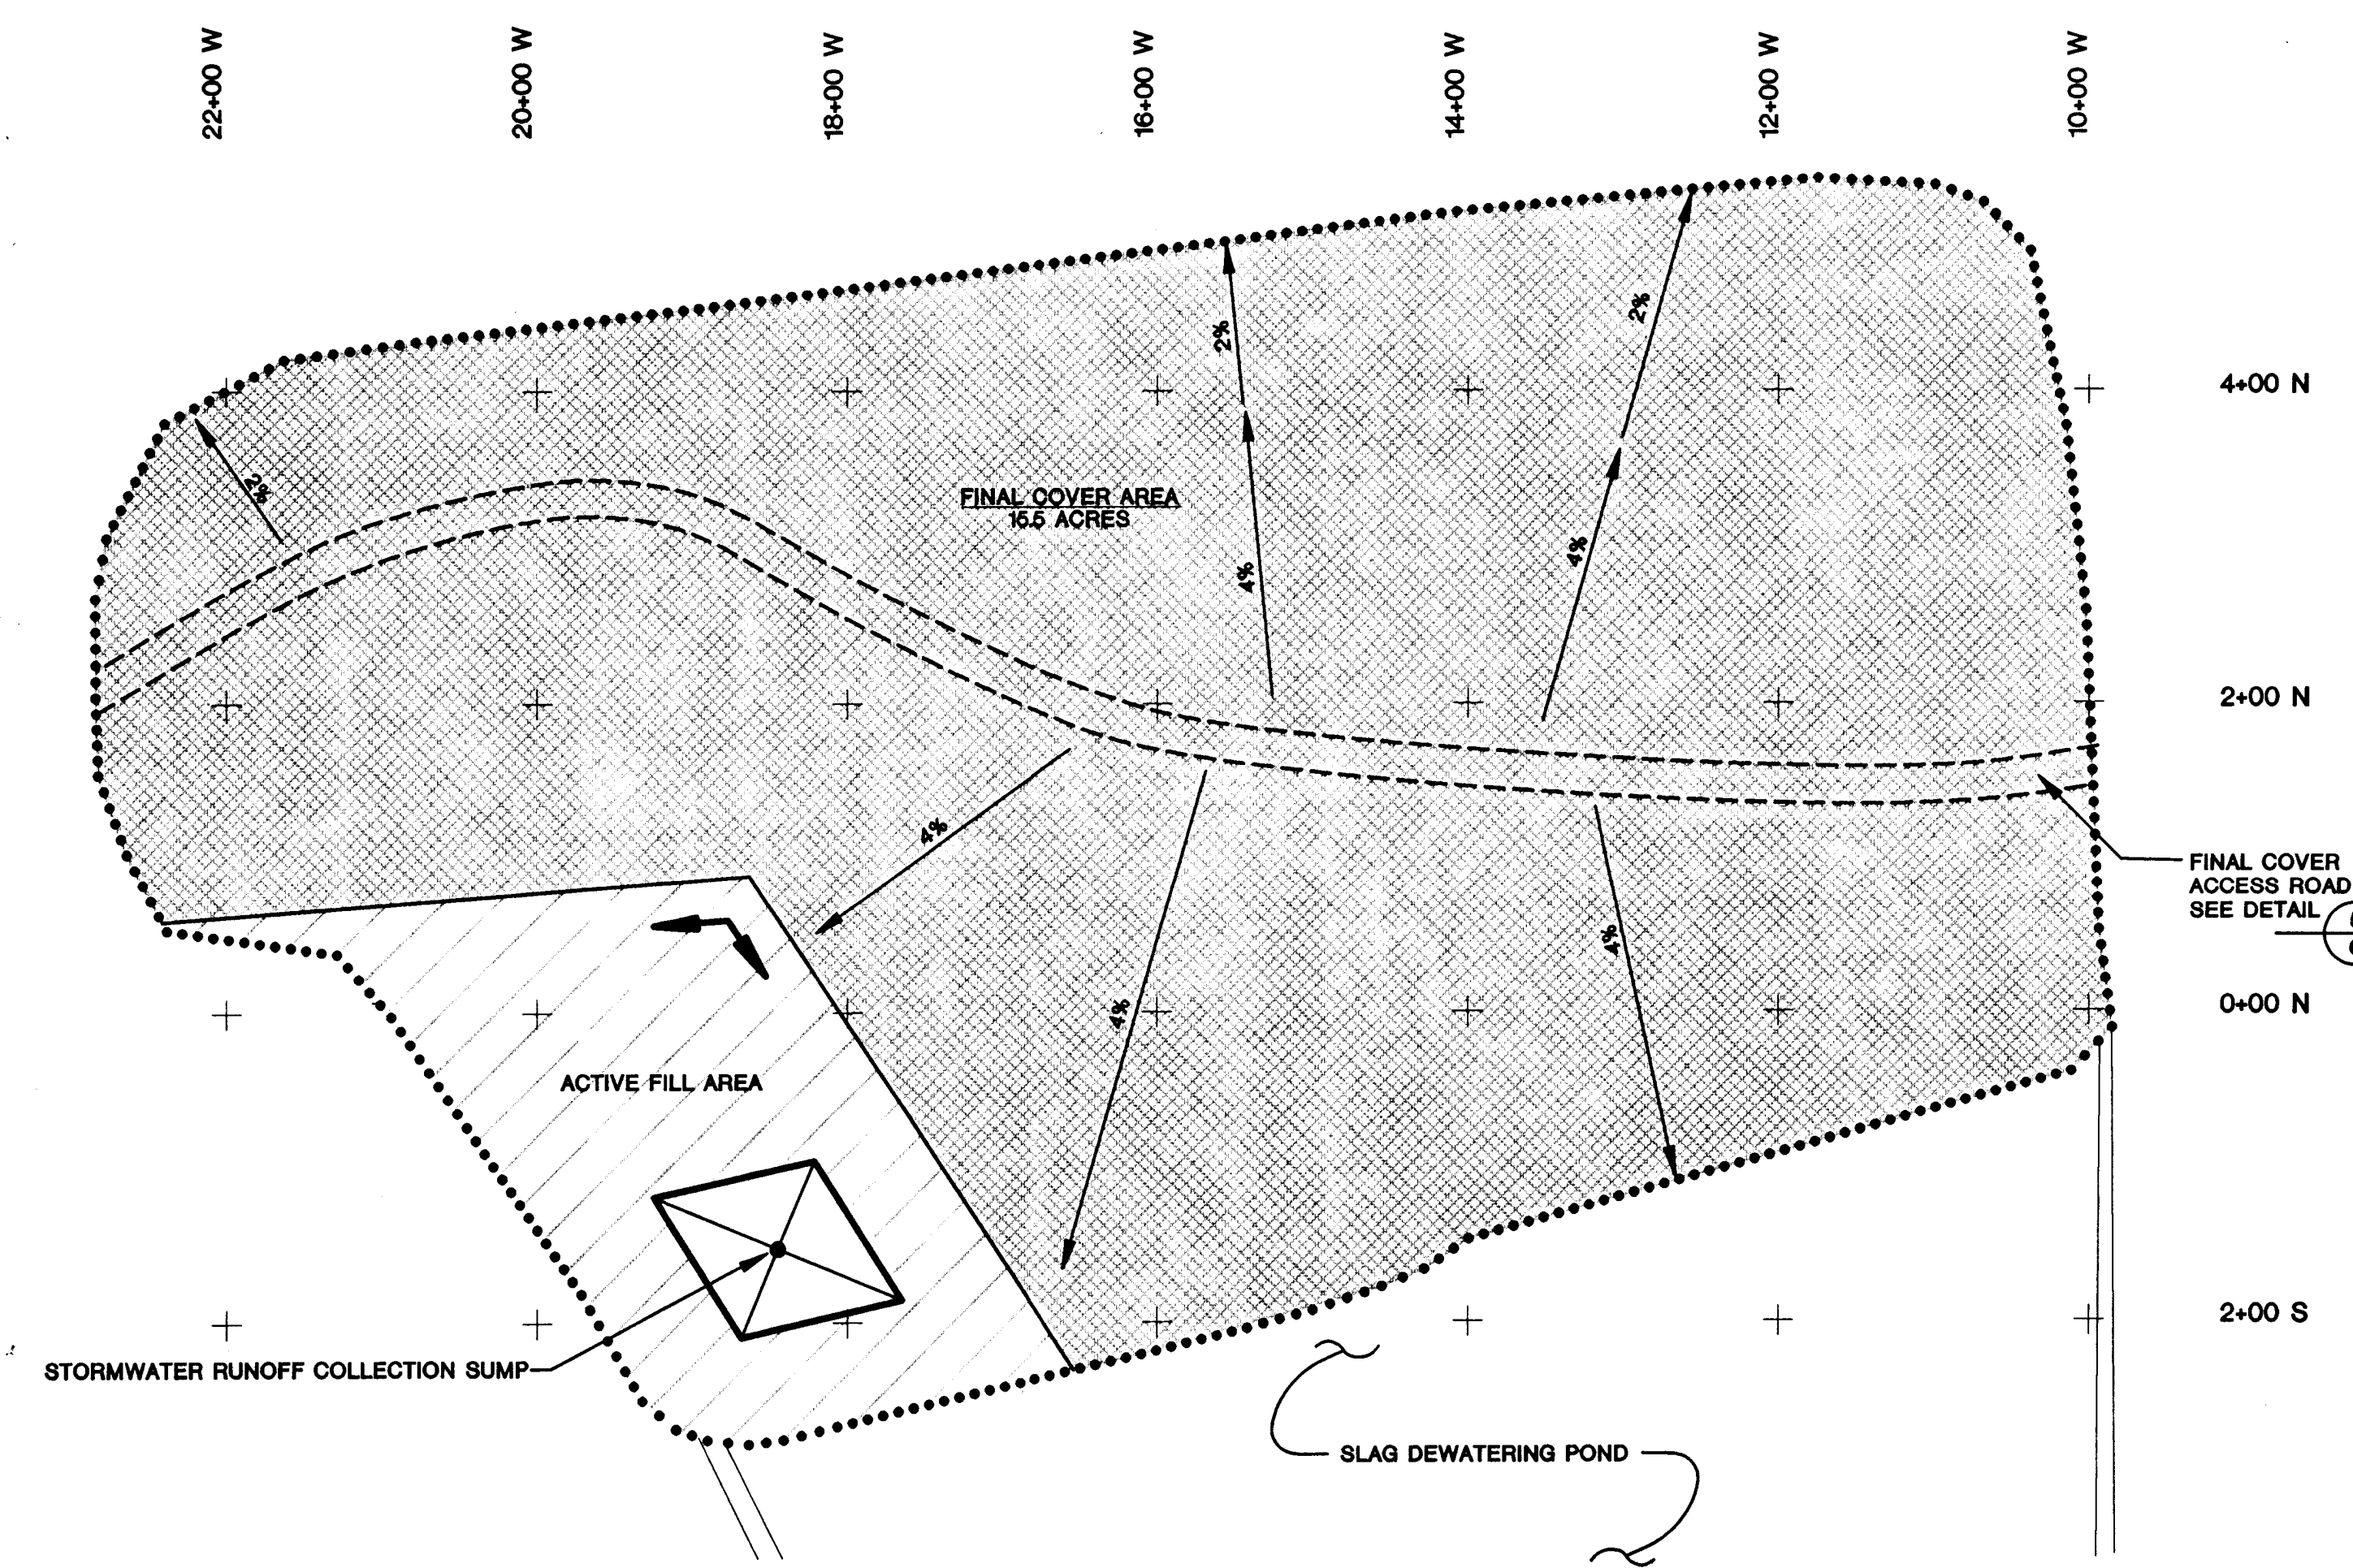 22+00 W
20+00 W
18+00 W
16+00 W
14+00 W
12+00 W
10+00 W
2%
2%
4+00 N
2%
FINAL COVER AREA
15.5 ACRES
4%
4%
2+00 N
4%
FINAL COVER
ACCESS ROAD
SEE DETAIL
4%
4%
0+00 N
ACTIVE FILL AREA
2+00 S
STORMWATER RUNOFF COLLECTION SUMP
SLAG DEWATERING POND